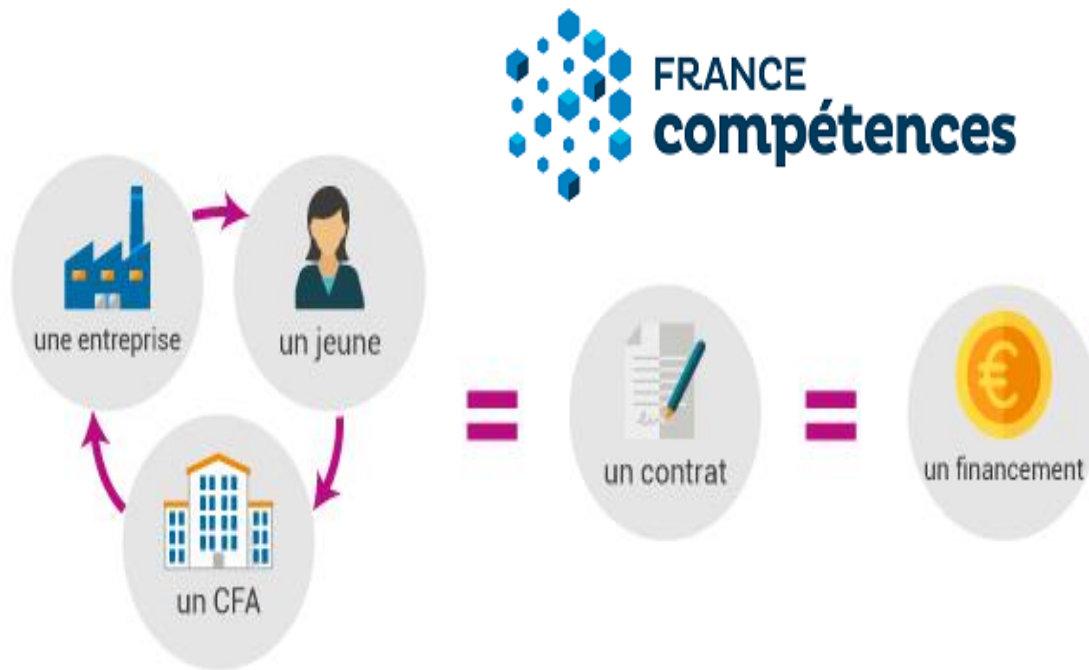 FRANCE
compétences
une entreprise
un jeune
un CFA
=
un contrat
=
un financement